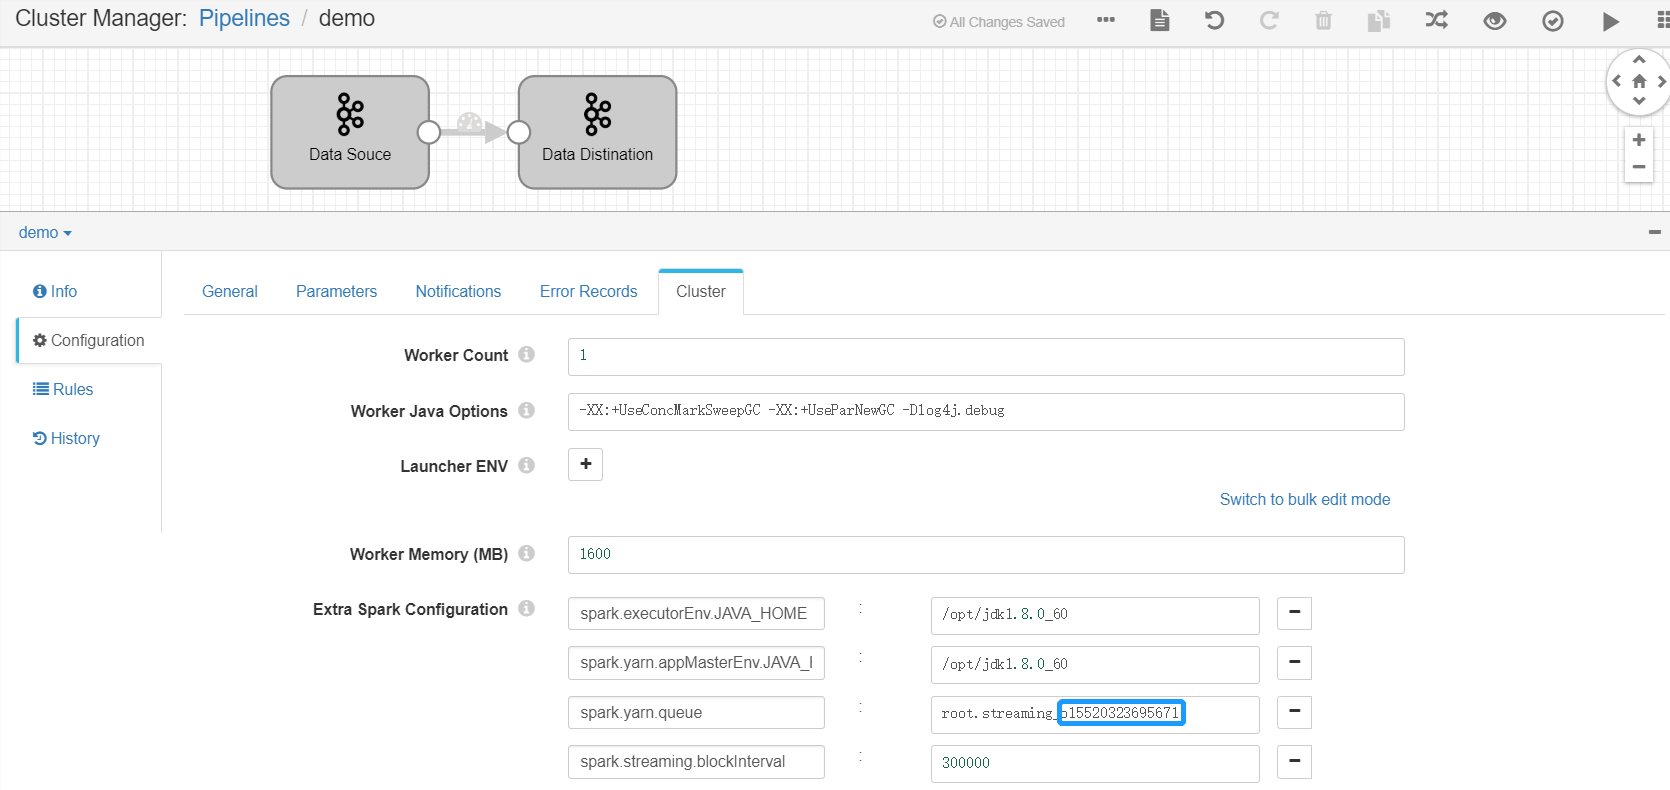 Cluster Manager: Pipelines / demo
All Changes Saved
Data Souce
Data Distination
demo
Info
Configuration
Rules
History
General Parameters Notifications Error Records Cluster
Worker Count 1
Worker Java Options -XX:+UseConcMarkSweepGC -XX:+UseParNewGC -Dlog4j.debug
Launcher ENV +
Switch to bulk edit mode
Worker Memory (MB) 1600
Extra Spark Configuration spark.executorEnv.JAVA_HOME : /opt/jdk1.8.0_60
spark.yarn.appMasterEnv.JAVA_ : /opt/jdk1.8.0_60
spark.yarn.queue : root.streaming_p15520323695671
spark.streaming.blockInterval : 300000